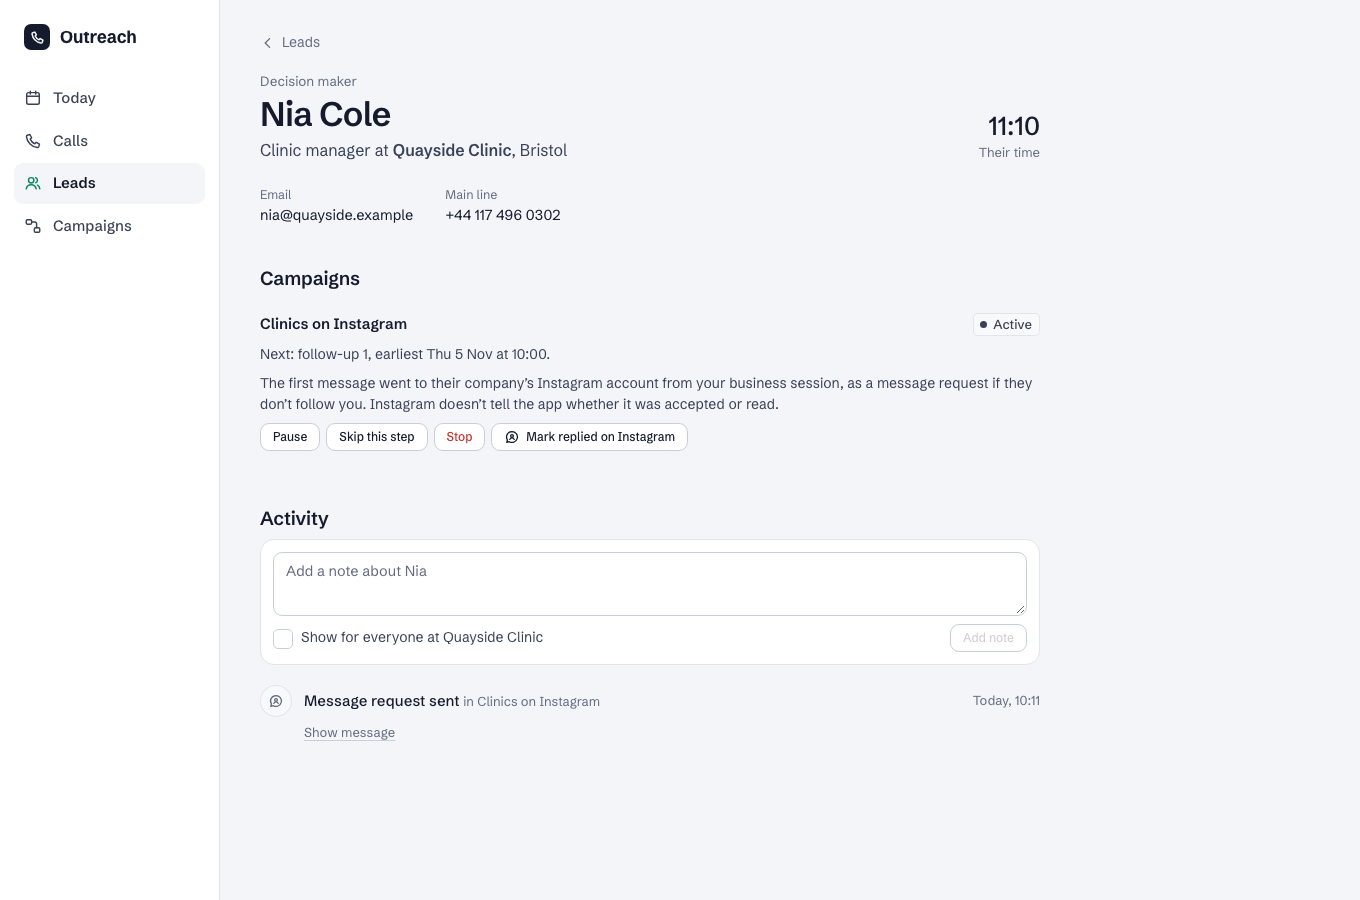 Outreach
Today
Calls
Leads
Campaigns
Leads
Decision maker
Nia Cole
Clinic manager at Quayside Clinic, Bristol
11:10
Their time
Email
nia@quayside.example
Main line
+44 117 496 0302
Campaigns
Clinics on Instagram
Active
Next: follow-up 1, earliest Thu 5 Nov at 10:00.
The first message went to their company’s Instagram account from your business session, as a message request if they
don’t follow you. Instagram doesn’t tell the app whether it was accepted or read.
Pause
Skip this step
Stop
Mark replied on Instagram
Activity
Add a note about Nia
Show for everyone at Quayside Clinic
Add note
Message request sent in Clinics on Instagram
Today, 10:11
Show message